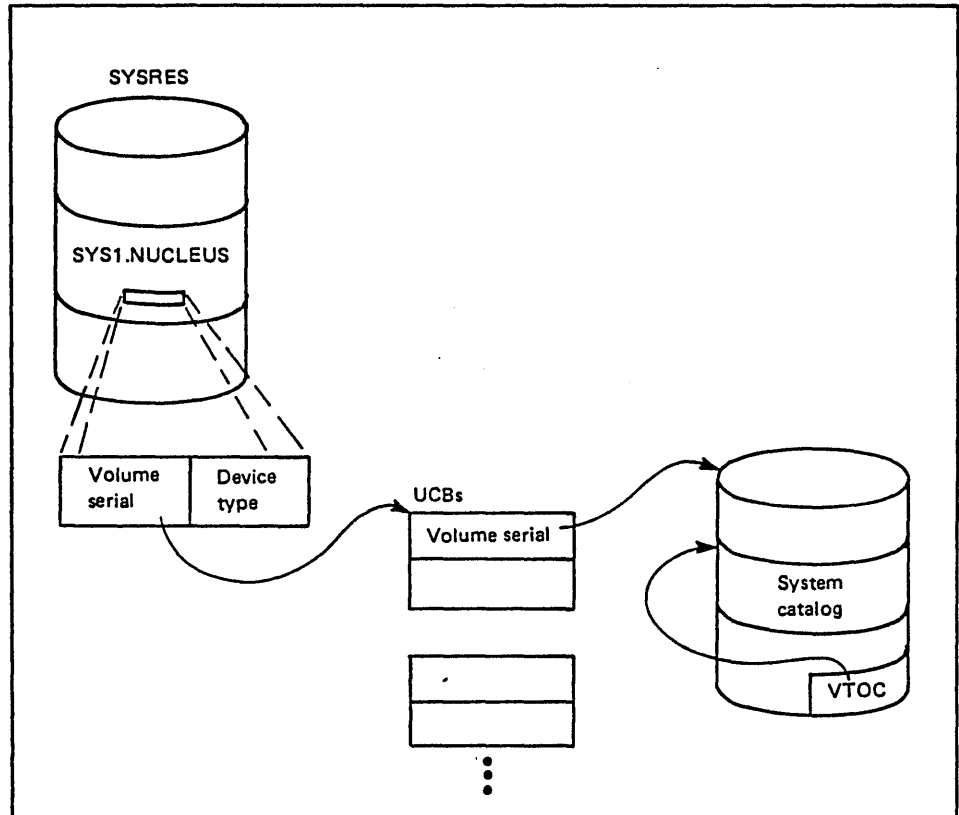 SYSRES
SYS1.NUCLEUS
Volume
serial
Device
type
UCBs
Volume serial
System
catalog
VTOC